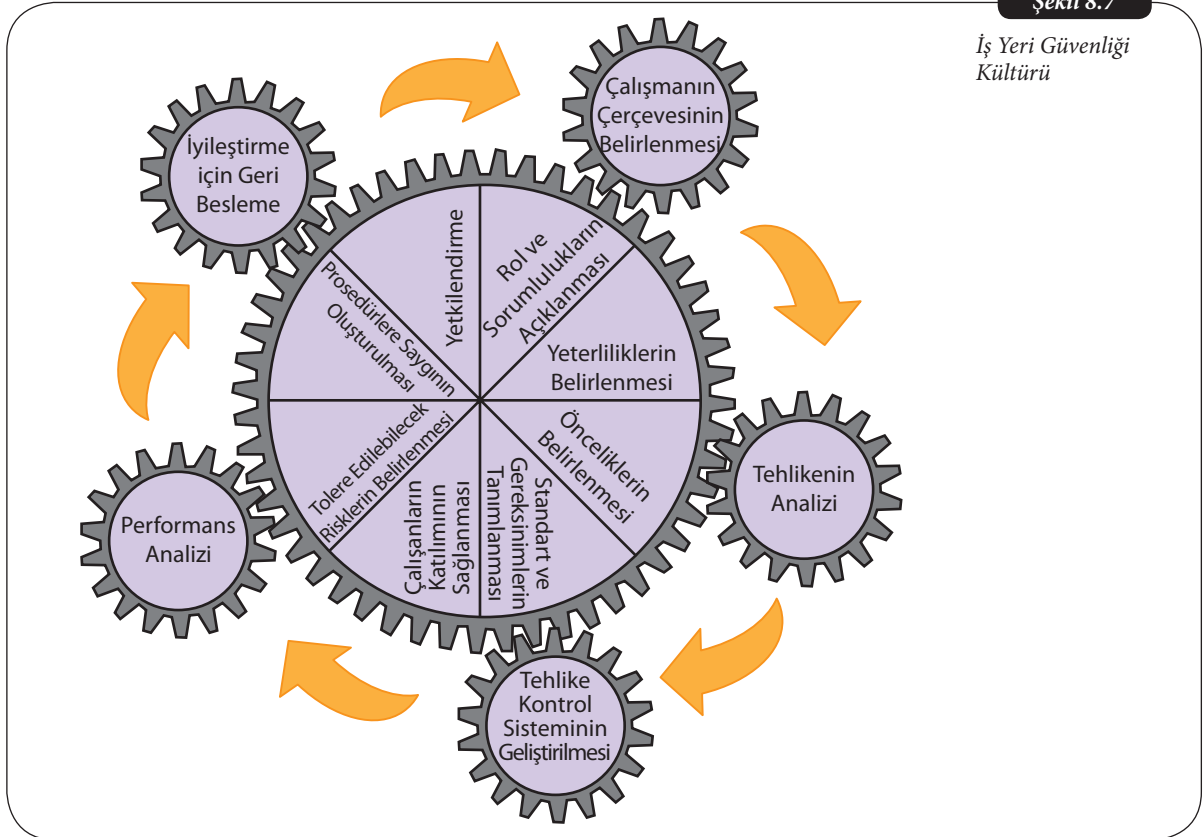 Şekil 8.7
İş Yeri Güvenliği
Kültürü
Çalışmanın
Çerçevesinin
Belirlenmesi
İyileştirme
için Geri
Besleme
Yetkilendirme
Rol ve
Sorumlulukların
Açıklanması
Prosedürlere Saygının
Oluşturulması
Yeterliliklerin
Belirlenmesi
Önceliklerin
Belirlenmesi
Tolere Edilebilecek
Risklerin Belirlenmesi
Çalışanların
Katılımının
Sağlanması
Standart ve
Gereksinimlerin
Tanımlanması
Tehlikenin
Analizi
Performans
Analizi
Tehlike
Kontrol
Sisteminin
Geliştirilmesi